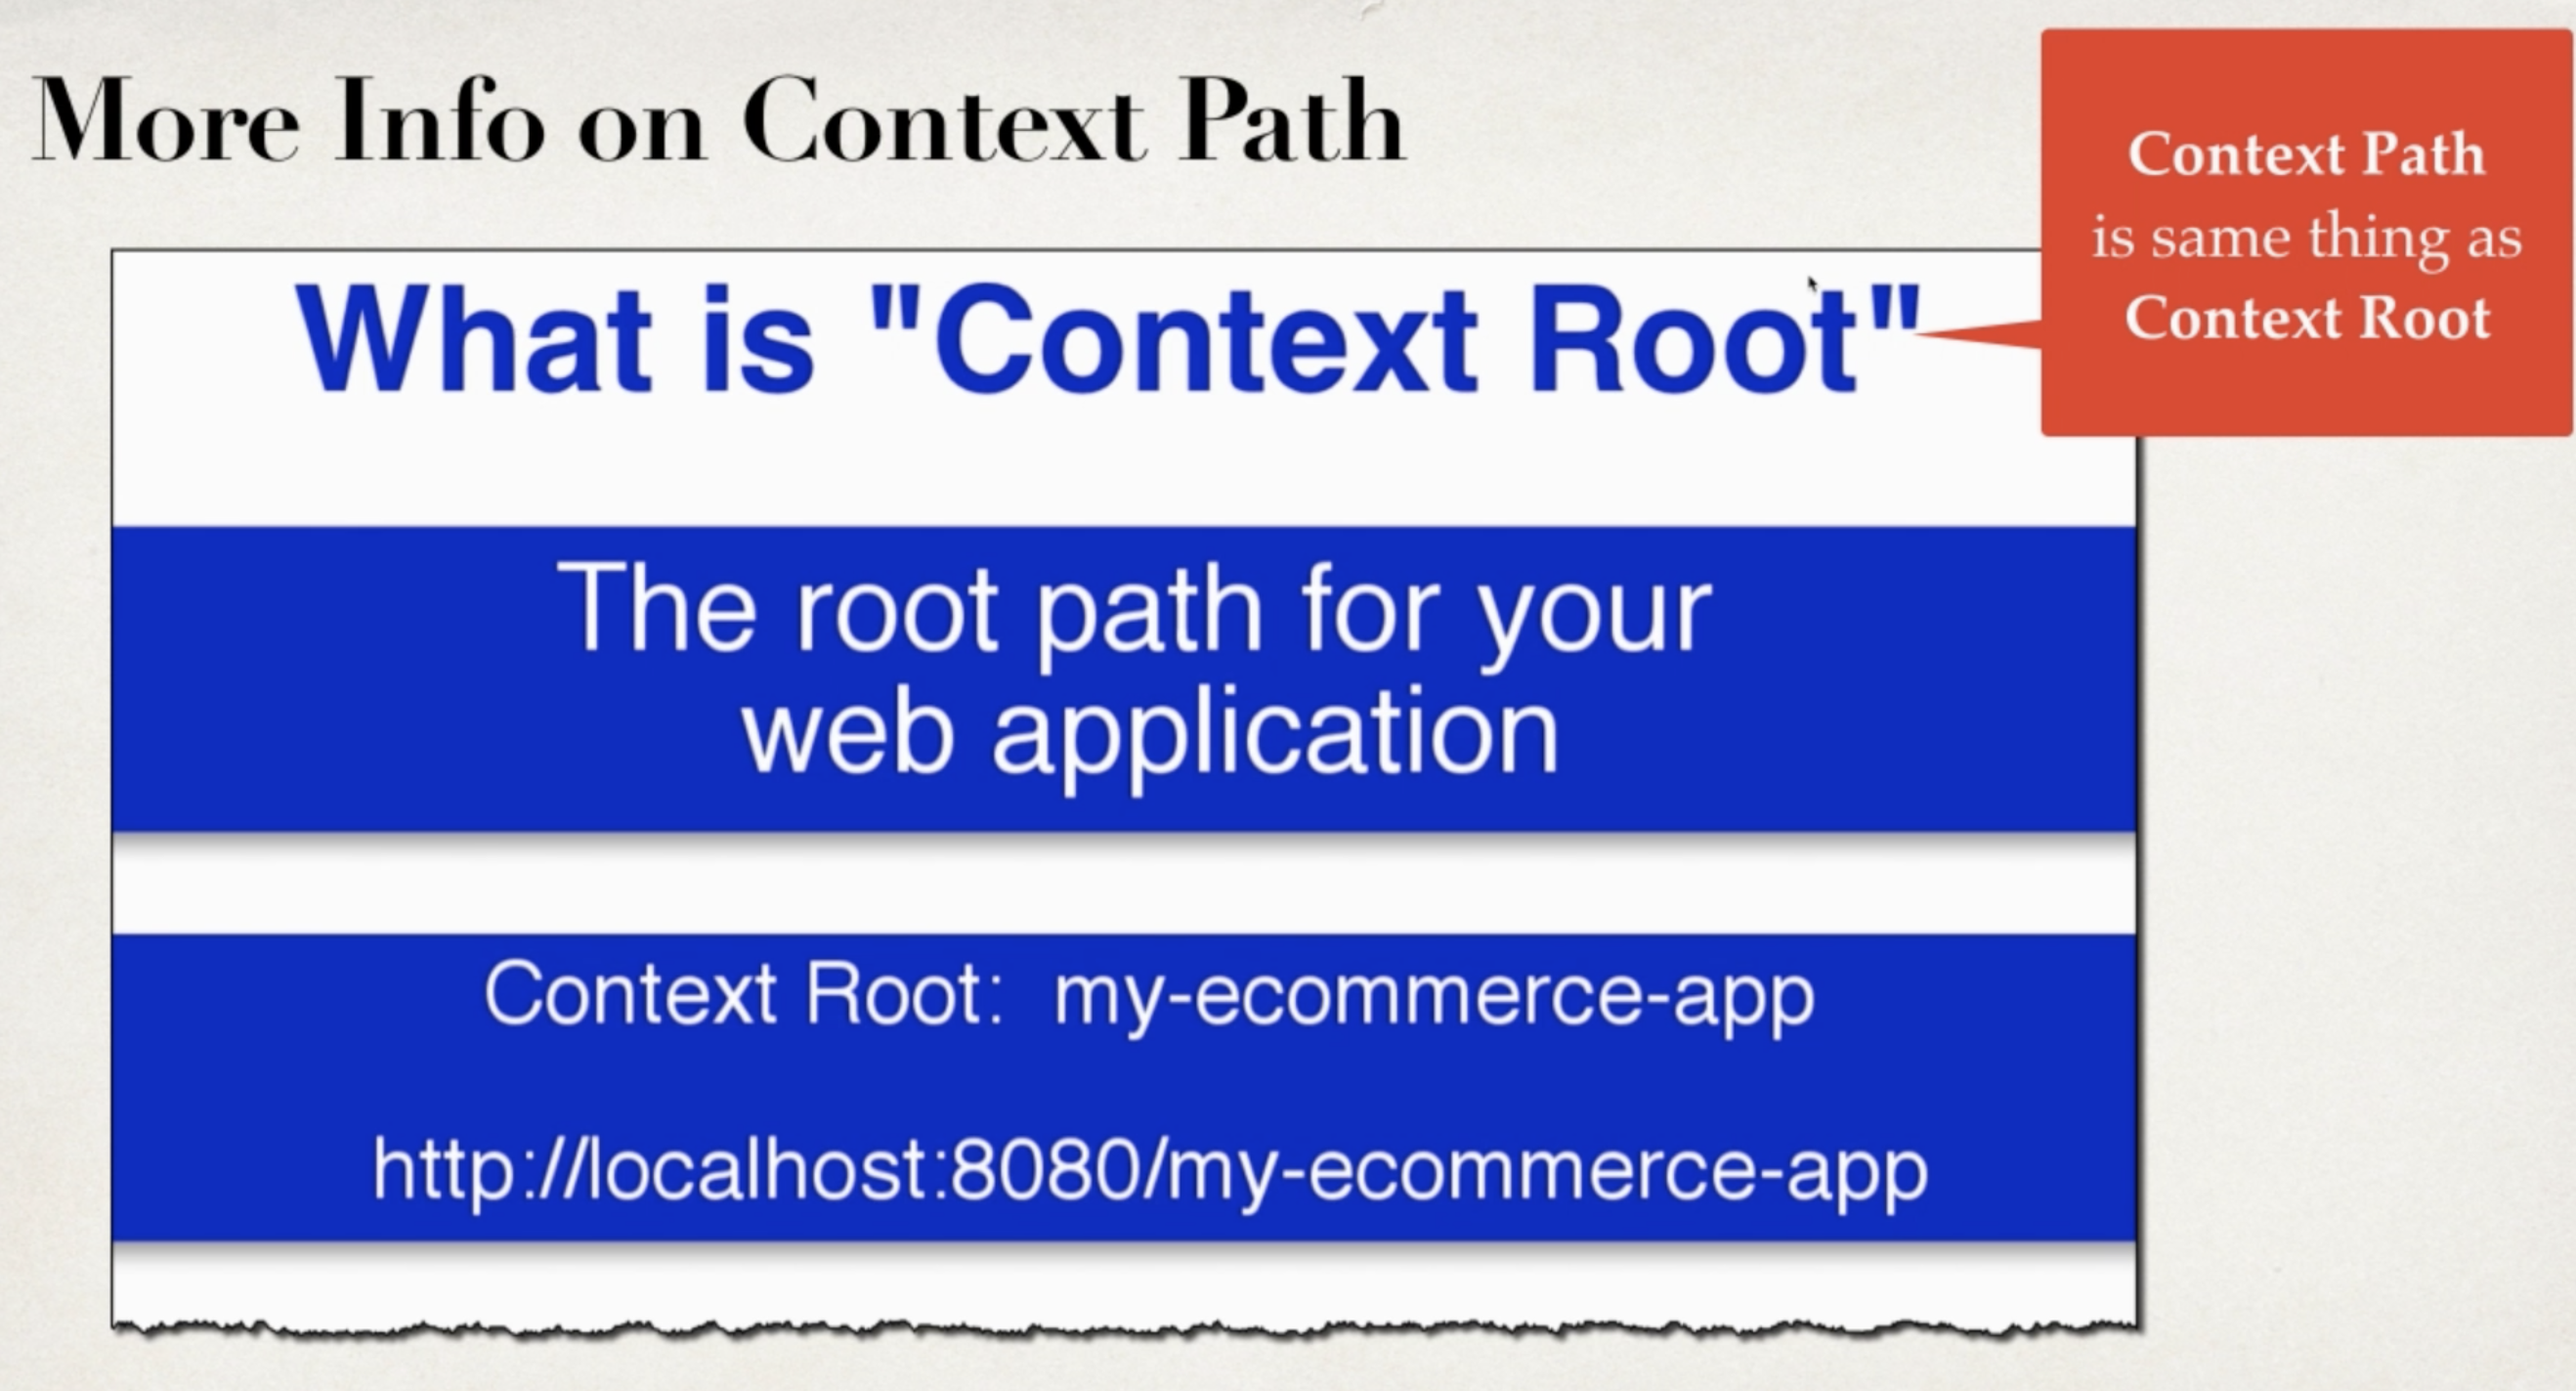 More Info on Context Path
Context Path
is same thing as
Context Root
What is "Context Root"
The root path for your
web application
Context Root:  my-ecommerce-app
http://localhost:8080/my-ecommerce-app